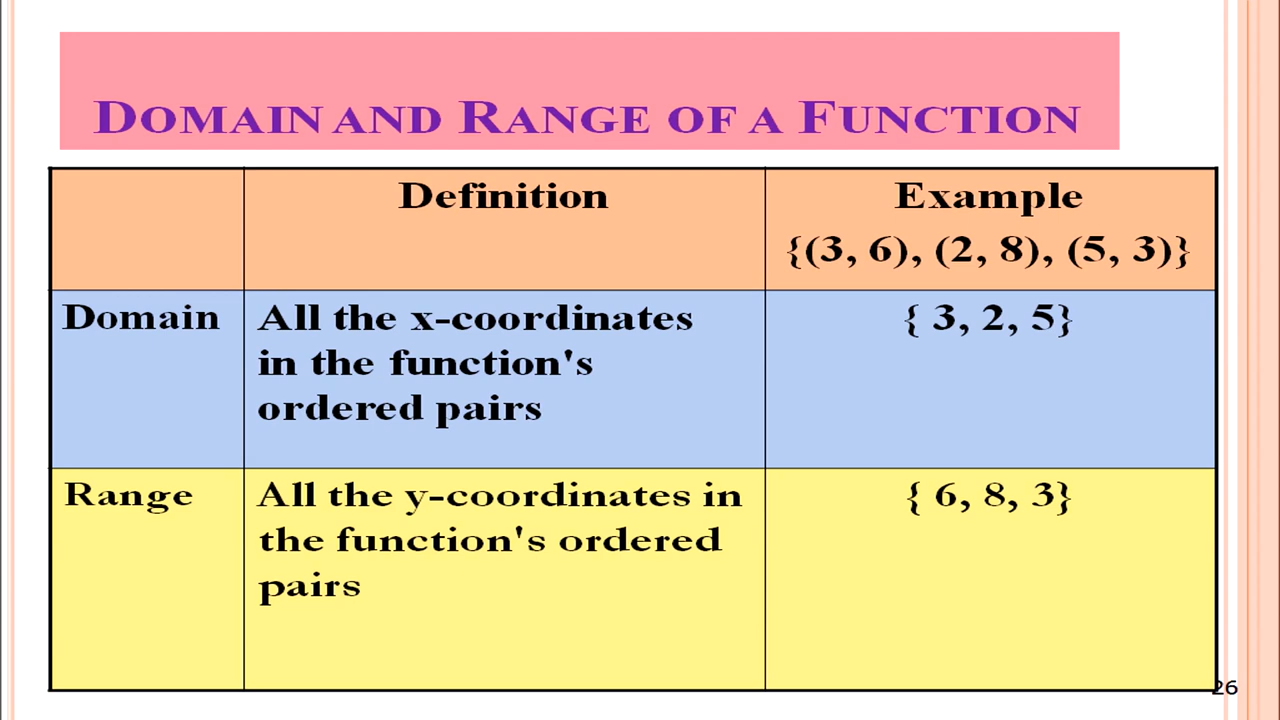 DOMAIN AND RANGE OF A FUNCTION
Definition
Example
{(3, 6), (2, 8), (5, 3)}
Domain
All the x-coordinates
in the function's
ordered pairs
{ 3, 2, 5}
Range
All the y-coordinates in
the function's ordered
pairs
{ 6, 8, 3}
26